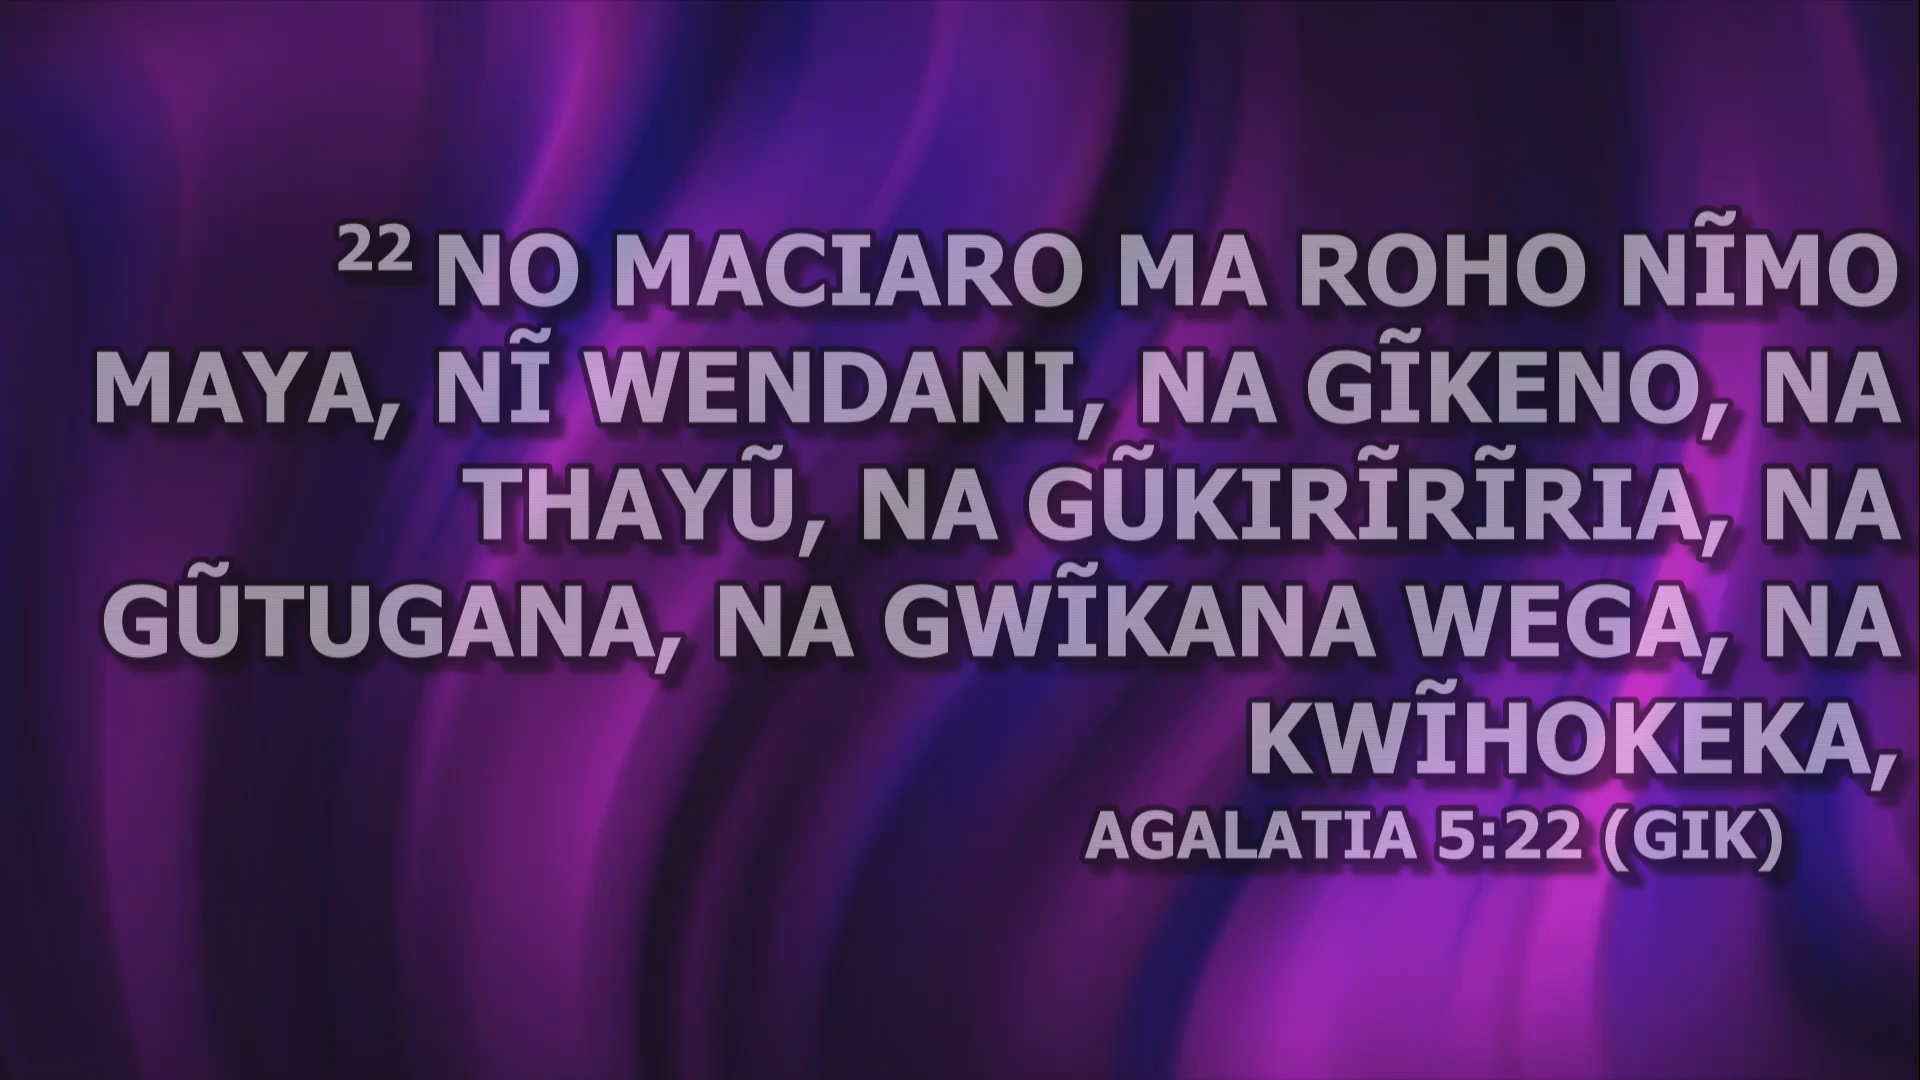 22 NO MACIARO MA ROHO NĨMO
MAYA, NĨ WENDANI, NA GĨKENO, NA
THAYŨ, NA GŨKIRĨRĨRIA, NA
GŨTUGANA, NA GWĨKANA WEGA, NA
KWĨHOKEKA,
AGALATIA 5:22 (GIK)